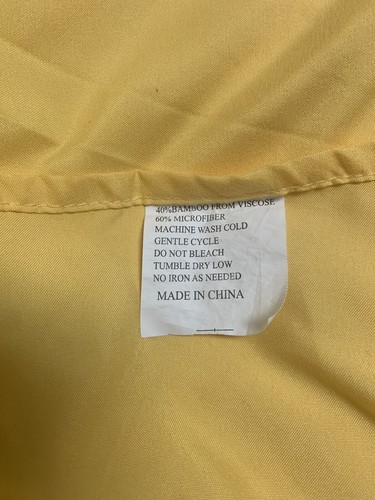 40%BAMBOO FROM VISCOSE
60% MICROFIBER
MACHINE WASH COLD
GENTLE CYCLE
DO NOT BLEACH
TUMBLE DRY LOW
NO IRON AS NEEDED
MADE IN CHINA